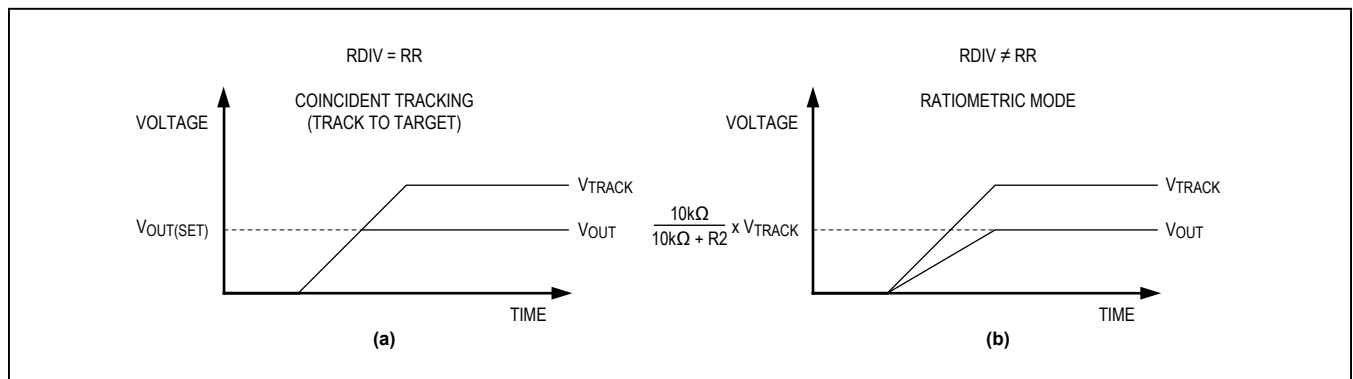 RDIV = RR
COINCIDENT TRACKING
(TRACK TO TARGET)
VOLTAGE
VTRACK
VOUT(SET)
VOUT
TIME
(a)
RDIV ≠ RR
RATIOMETRIC MODE
VOLTAGE
VTRACK
10kΩ
10kΩ + R2
x VTRACK
VOUT
TIME
(b)